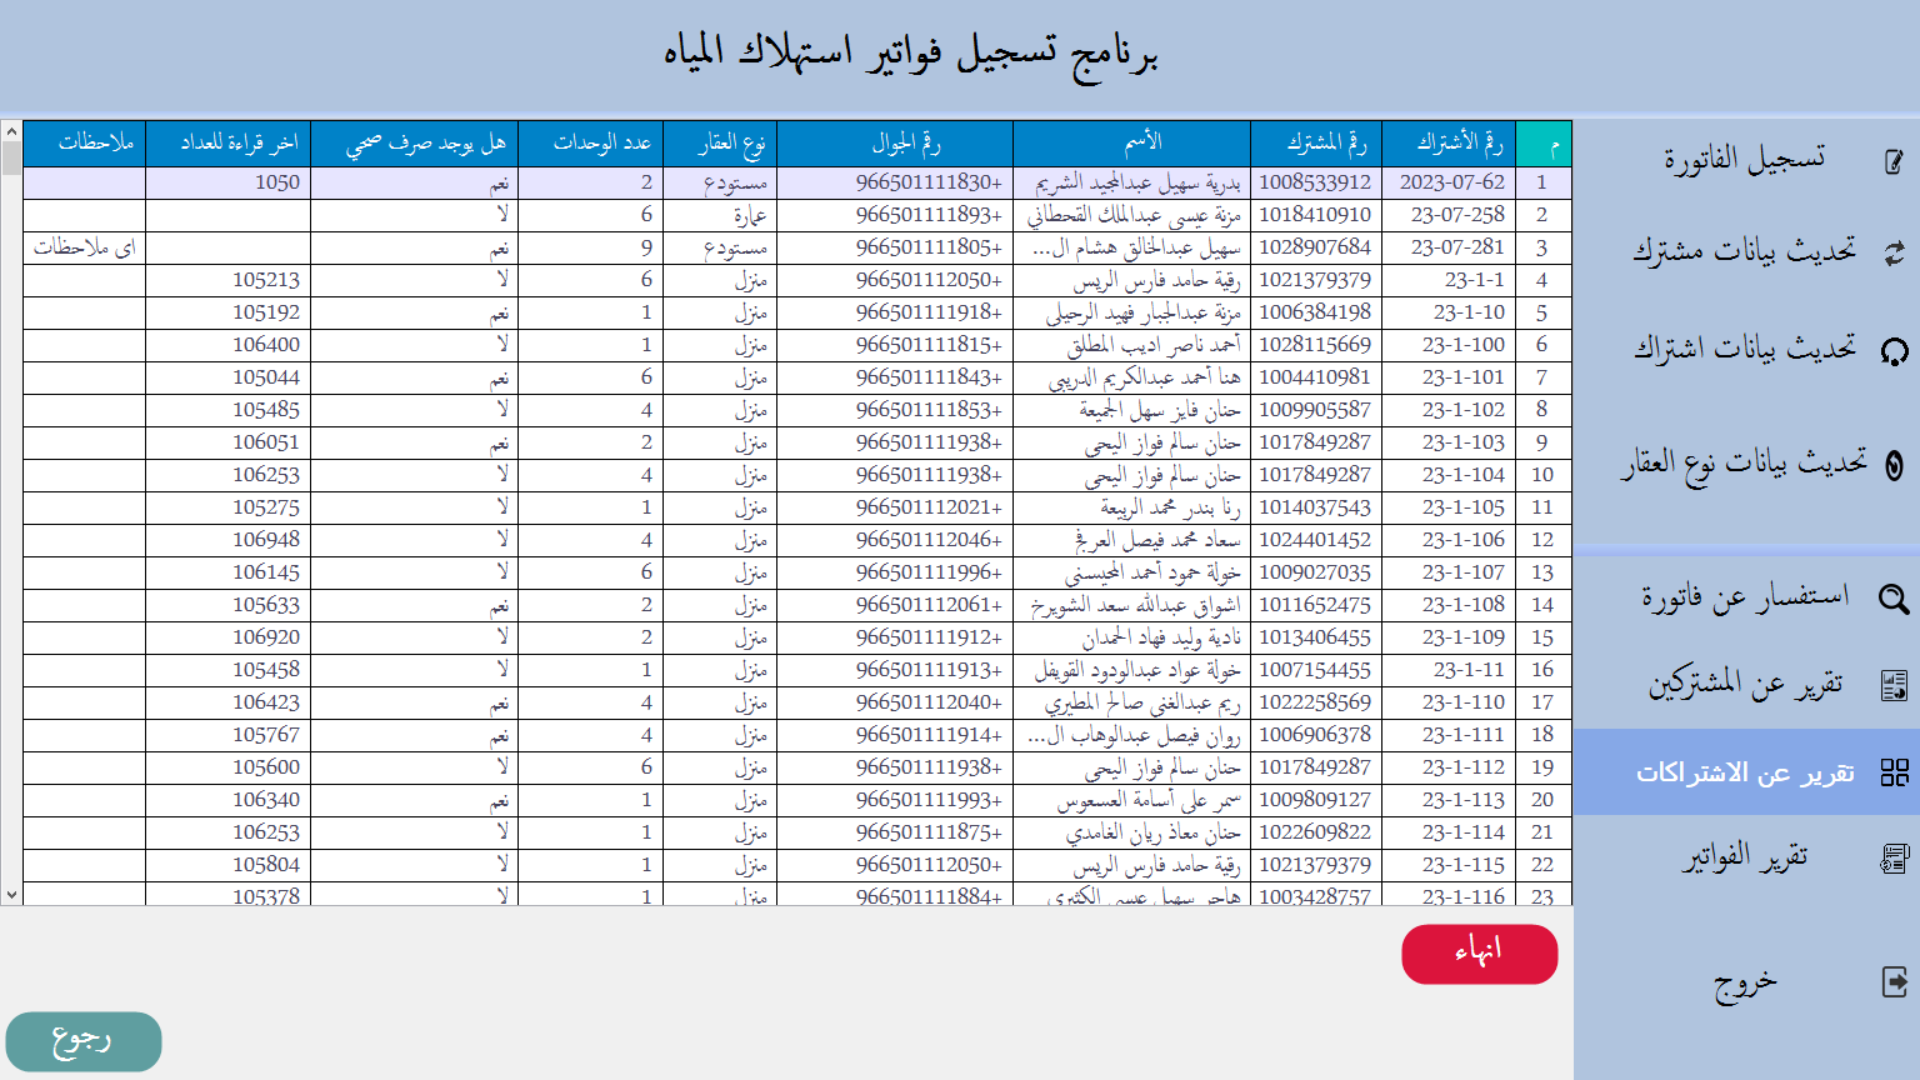 برنامج تسجيل فواتير استهلاك المياه
تسجيل الفاتورة
تحديث بيانات مشترك
تحديث بيانات اشتراك
تحديث بيانات نوع العقار
استفسار عن فاتورة
تقرير عن المشتركين
تقرير عن الاشتراكات
تقرير الفواتير
خروج
م رقم الأشتراك رقم المشترك الأسم رقم الجوال نوع العقار عدد الوحدات هل يوجد صرف صحي اخر قراءة للعداد ملاحظات
1 2023-07-62 1008533912 بدرية سهيل عبدالمجيد الشريم 966501111830+ مستودع 2 نعم 1050
2 23-07-258 1018410910 مزنة عيسى عبدالملك القحطاني 966501111893+ عمارة 6 لا
3 23-07-281 1028907684 سهيل عبدالخالق هشام ال... 966501111805+ مستودع 9 نعم اى ملاحظات
4 23-1-1 1021379379 رقية حامد فارس الريس 966501112050+ منزل 6 لا 105213
5 23-1-10 1006384198 مزنة عبدالجبار فهيد الرحيلى 966501111918+ منزل 1 نعم 105192
6 23-1-100 1028115669 أحمد ناصر اديب المطلق 966501111815+ منزل 1 لا 106400
7 23-1-101 1004410981 هنا أحمد عبدالكريم الدريبى 966501111843+ منزل 6 نعم 105044
8 23-1-102 1009905587 حنان فايز سهل الجميعة 966501111853+ منزل 4 لا 105485
9 23-1-103 1017849287 حنان سالم فواز اليحى 966501111938+ منزل 2 نعم 106051
10 23-1-104 1017849287 حنان سالم فواز اليحى 966501111938+ منزل 4 لا 106253
11 23-1-105 1014037543 رنا بندر محمد الربيعة 966501112021+ منزل 1 لا 105275
12 23-1-106 1024401452 سعاد محمد فيصل العرفج 966501112046+ منزل 4 لا 106948
13 23-1-107 1009027035 خولة حمود أحمد المحيسنى 966501111996+ منزل 6 لا 106145
14 23-1-108 1011652475 اشواق عبدالله سعد الشويرخ 966501112061+ منزل 2 نعم 105633
15 23-1-109 1013406455 نادية وليد فهاد الحمدان 966501111912+ منزل 2 لا 106920
16 23-1-11 1007154455 خولة عواد عبدالودود القويفل 966501111913+ منزل 1 لا 105458
17 23-1-110 1022258569 ريم عبدالغنى صالح المطيري 966501112040+ منزل 4 نعم 106423
18 23-1-111 1006906378 روان فيصل عبدالوهاب ال... 966501111914+ منزل 4 نعم 105767
19 23-1-112 1017849287 حنان سالم فواز اليحى 966501111938+ منزل 6 لا 105600
20 23-1-113 1009809127 سمر على أسامة العسعوس 966501111993+ منزل 1 نعم 106340
21 23-1-114 1022609822 حنان معاذ ريان الغامدي 966501111875+ منزل 1 لا 106253
22 23-1-115 1021379379 رقية حامد فارس الريس 966501112050+ منزل 1 لا 105804
23 23-1-116 1003428757 هاجر سهيل عيسى الكثيرى 966501111884+ منزل 1 لا 105378
انهاء
رجوع